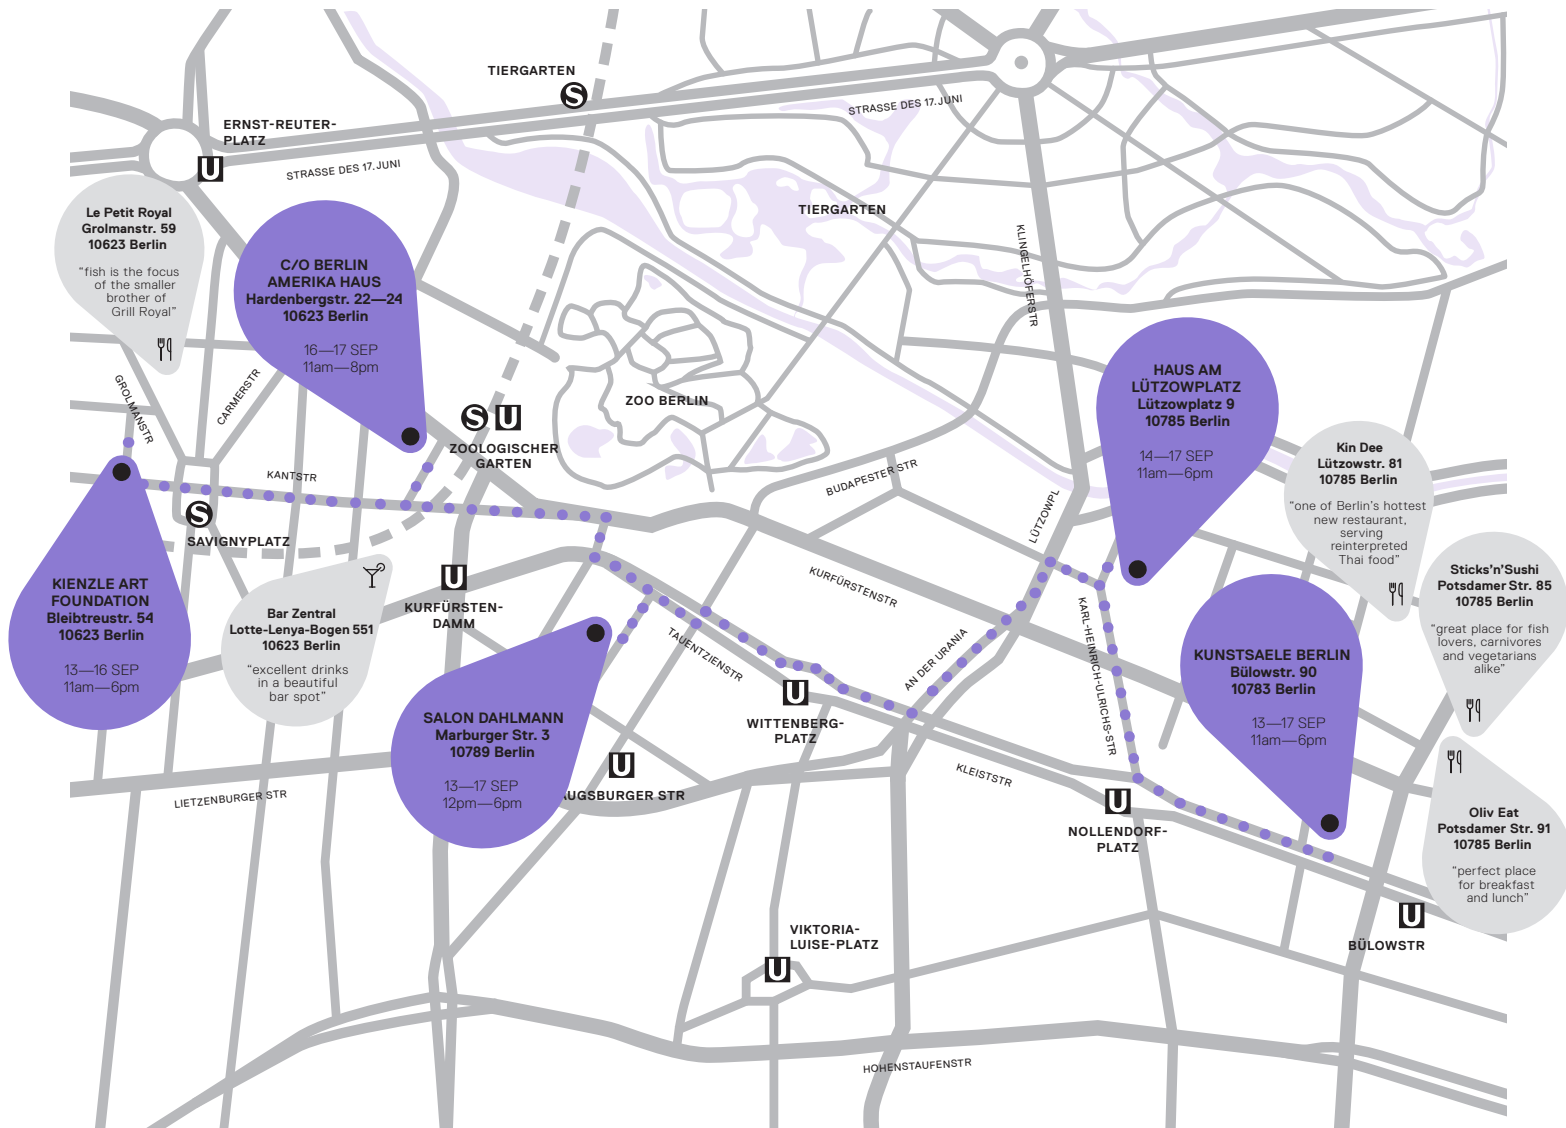 TIERGARTEN
S
STRASSE DES 17. JUNI
ERNST-REUTER-
PLATZ
U
STRASSE DES 17. JUNI
Le Petit Royal
Grolmanstr. 59
10623 Berlin
“fish is the focus
of the smaller
brother of
Grill Royal”
C/O BERLIN
AMERIKA HAUS
Hardenbergstr. 22—24
10623 Berlin
16—17 SEP
11am—8pm
TIERGARTEN
KLINGELHÖFERSTR
GROLMANSTR
CARMERSTR
ZOO BERLIN
S U
ZOOLOGISCHER
GARTEN
HAUS AM
LÜTZOWPLATZ
Lützowplatz 9
10785 Berlin
14—17 SEP
11am—6pm
Kin Dee
Lützowstr. 81
10785 Berlin
“one of Berlin’s hottest
new restaurant,
serving
reinterpreted
Thai food”
KANTSTR
BUDAPESTER STR
LÜTZOWPL
S
SAVIGNYPLATZ
KIENZLE ART
FOUNDATION
Bleibtreustr. 54
10623 Berlin
13—16 SEP
11am—6pm
Bar Zentral
Lotte-Lenya-Bogen 551
10623 Berlin
“excellent drinks
in a beautiful
bar spot”
U
KURFÜRSTEN-
DAMM
KURFÜRSTENSTR
Sticks’n’Sushi
Potsdamer Str. 85
10785 Berlin
“great place for fish
lovers, carnivores
and vegetarians
alike”
TAUENTZIENSTR
AN DER URANIA
KARL-HEINRICH-ULRICHS-STR
KUNSTSAELE BERLIN
Bülowstr. 90
10783 Berlin
13—17 SEP
11am—6pm
SALON DAHLMANN
Marburger Str. 3
10789 Berlin
13—17 SEP
12pm—6pm
U
WITTENBERG-
PLATZ
U
AUGSBURGER STR
LIETZENBURGER STR
KLEISTSTR
U
NOLLENDORF-
PLATZ
Oliv Eat
Potsdamer Str. 91
10785 Berlin
“perfect place
for breakfast
and lunch”
U
BÜLOWSTR
VIKTORIA-
LUISE-PLATZ
U
HOHENSTAUFENSTR